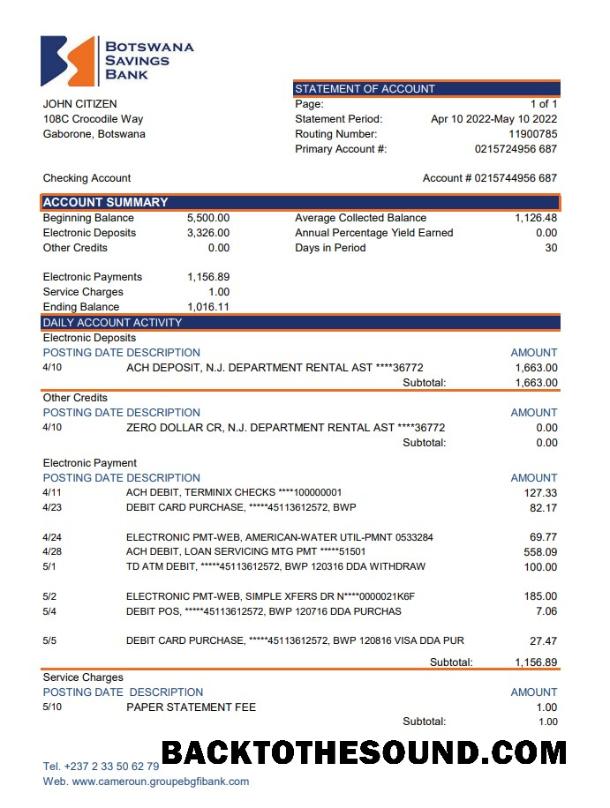 BOTSWANA
SAVINGS
BANK
STATEMENT OF ACCOUNT
JOHN CITIZEN
Page: 1 of 1
108C Crocodile Way
Statement Period: Apr 10 2022-May 10 2022
Gaborone, Botswana
Routing Number: 11900785
Primary Account #: 0215724956 687
Checking Account Account # 0215744956 687
ACCOUNT SUMMARY
Beginning Balance 5,500.00 Average Collected Balance 1,126.48
Electronic Deposits 3,326.00 Annual Percentage Yield Earned 0.00
Other Credits 0.00 Days in Period 30
Electronic Payments 1,156.89
Service Charges 1.00
Ending Balance 1,016.11
DAILY ACCOUNT ACTIVITY
Electronic Deposits
POSTING DATE DESCRIPTION AMOUNT
4/10 ACH DEPOSIT, N.J. DEPARTMENT RENTAL AST ****36772 1,663.00
Subtotal: 1,663.00
Other Credits
POSTING DATE DESCRIPTION AMOUNT
4/10 ZERO DOLLAR CR, N.J. DEPARTMENT RENTAL AST ****36772 0.00
Subtotal: 0.00
Electronic Payment
POSTING DATE DESCRIPTION AMOUNT
4/11 ACH DEBIT, TERMINIX CHECKS ****100000001 127.33
4/23 DEBIT CARD PURCHASE, *****45113612572, BWP 82.17
4/24 ELECTRONIC PMT-WEB, AMERICAN-WATER UTIL-PMNT 0533284 69.77
4/28 ACH DEBIT, LOAN SERVICING MTG PMT *****51501 558.09
5/1 TD ATM DEBIT, *****45113612572, BWP 120316 DDA WITHDRAW 100.00
5/2 ELECTRONIC PMT-WEB, SIMPLE XFERS DR N****0000021K6F 185.00
5/4 DEBIT POS, *****45113612572, BWP 120716 DDA PURCHAS 7.06
5/5 DEBIT CARD PURCHASE, *****45113612572, BWP 120816 VISA DDA PUR 27.47
Subtotal: 1,156.89
Service Charges
POSTING DATE DESCRIPTION AMOUNT
5/10 PAPER STATEMENT FEE 1.00
Subtotal: 1.00
BACKTOTHESOUND.COM
Tel. +237 2 33 50 62 79
Web. www.cameroun.groupebgfibank.com